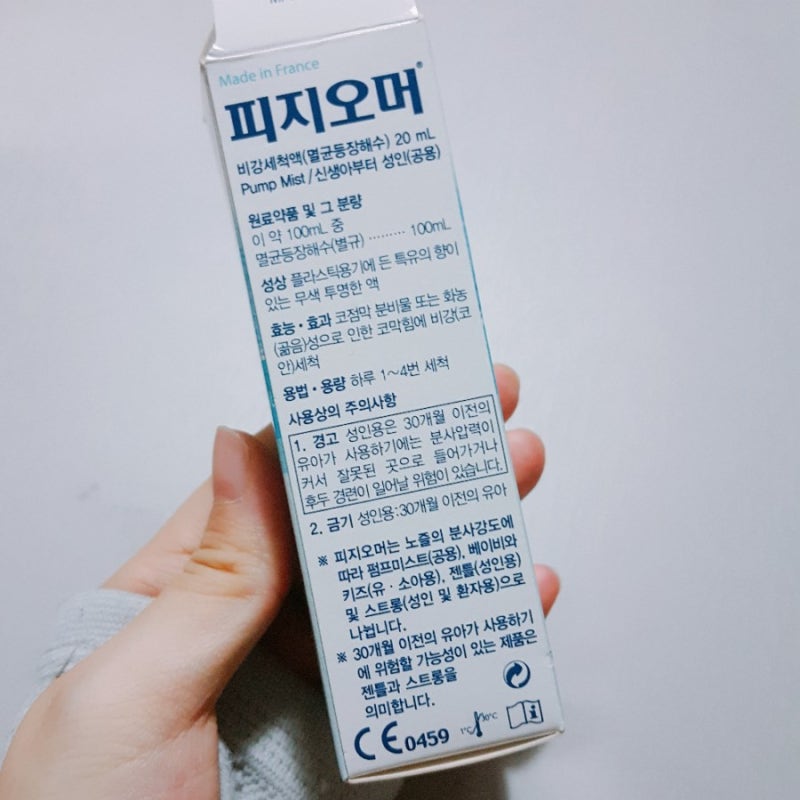 Made in France
피지오머®
비강세척액(멸균등장해수) 20 mL
Pump Mist / 신생아부터 성인(공용)
원료약품 및 그 분량
이 약 100mL 중
멸균등장해수(별규) ········· 100mL
성상 플라스틱용기에 든 특유의 향이
있는 무색 투명한 액
효능·효과 코점막 분비물 또는 화농
(곪음)성으로 인한 코막힘에 비강(코
안)세척
용법·용량 하루 1~4번 세척
사용상의 주의사항
1. 경고 성인용은 30개월 이전의
유아가 사용하기에는 분사압력이
커서 잘못된 곳으로 들어가거나
후두 경련이 일어날 위험이 있습니다.
2. 금기 성인용:30개월 이전의 유아
※ 피지오머는 노즐의 분사강도에
따라 펌프미스트(공용), 베이비와
키즈(유·소아용), 젠틀(성인용)
및 스트롱(성인 및 환자용)으로
나뉩니다.
※ 30개월 이전의 유아가 사용하기
에 위험할 가능성이 있는 제품은
젠틀과 스트롱을
의미합니다.
CE 0459 1°C 30°C i